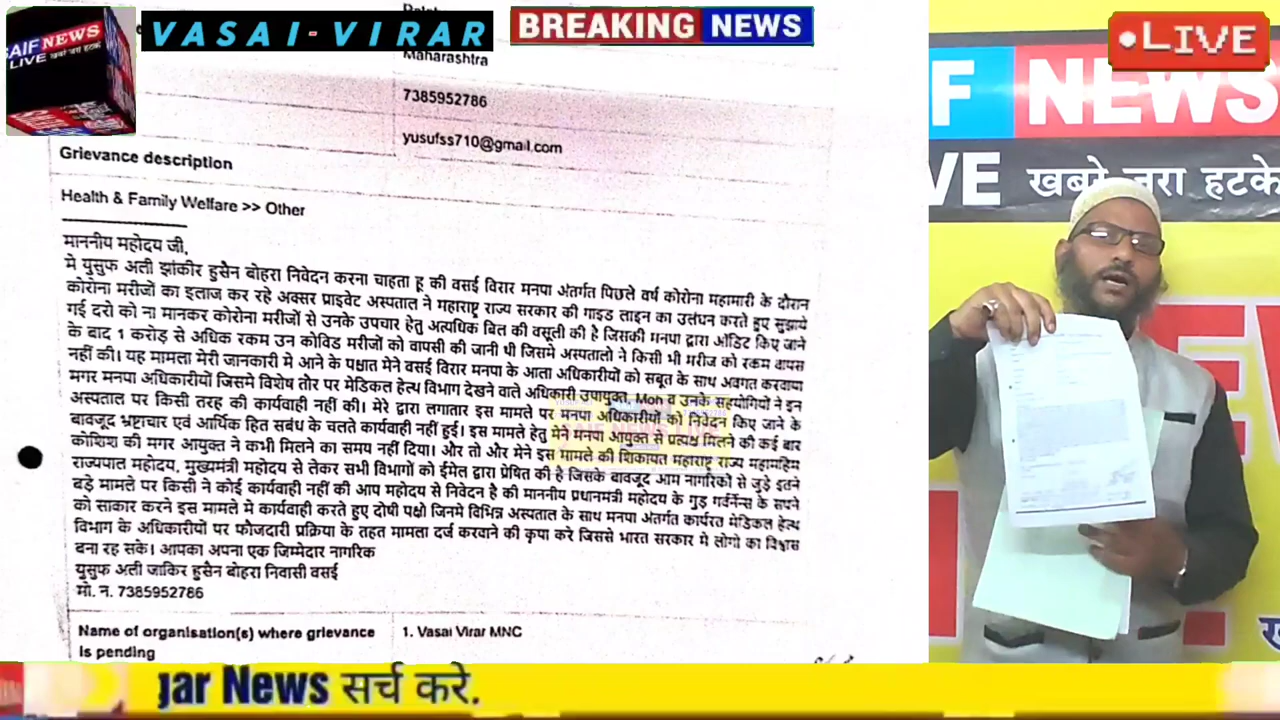 SAIF NEWS
LIVE खबरे जरा हटके
VASAI-VIRAR
BREAKING NEWS
LIVE
Maharashtra
7385952786
yusufss710@gmail.com
Grievance description
Health & Family Welfare >> Other
माननीय महोदय जी,
मे युसुफ अली झांकीर हुसैन बोहरा निवेदन करना चाहता हू की वसई विरार मनपा अंतर्गत पिछले वर्ष कोरोना महामारी के दौरान
कोरोना मरीजों का इलाज कर रहे अक्सर प्राइवेट अस्पताल ने महाराष्ट्र राज्य सरकार की गाइड लाइन का उलंघन करते हुए सुझाये
गई दरो को ना मानकर कोरोना मरीजों से उनके उपचार हेतु अत्यधिक बिल की वसूली की है जिसकी मनपा द्वारा ऑडिट किए जाने
के बाद 1 करोड़ से अधिक रकम उन कोविड मरीजों को वापसी की जानी थी जिसमे अस्पतालो ने किसी भी मरीज को रकम वापस
नहीं की। यह मामला मेरी जानकारी मे आने के पश्चात मेने वसई विरार मनपा के आला अधिकारीयों को सबूत के साथ अवगत करवाया
मगर मनपा अधिकारीयों जिसमे विशेष तोर पर मेडिकल हेल्थ विभाग देखने वाले अधिकारी उपायुक्त, Moh व उनके सहयोगियों ने इन
अस्पताल पर किसी तरह की कार्यवाही नहीं की। मेरे द्वारा लगातार इस मामले पर मनपा अधिकारीयों को निवेदन किए जाने के
बावजूद भ्रष्टाचार एवं आर्थिक हित सबंध के चलते कार्यवाही नहीं हुई। इस मामले हेतु मेने मनपा आयुक्त से प्रत्यक्ष मिलने की कई बार
कोशिश की मगर आयुक्त ने कभी मिलने का समय नहीं दिया। और तो और मेने इस मामले की शिकायत महाराष्ट्र राज्य महामहिम
राज्यपाल महोदय, मुख्यमंत्री महोदय से लेकर सभी विभागों को ईमेल द्वारा प्रेषित की है जिसके बावजूद आम नागरिको से जुड़े इतने
बड़े मामले पर किसी ने कोई कार्यवाही नहीं की आप महोदय से निवेदन है की माननीय प्रधानमंत्री महोदय के गुड़ गवर्नेन्स के सपने
को साकार करने इस मामले मे कार्यवाही करते हुए दोषी पक्षो जिनमे विभिन्न अस्पताल के साथ मनपा अंतर्गत कार्यरत मेडिकल हेल्थ
विभाग के अधिकारीयों पर फौजदारी प्रक्रिया के तहत मामला दर्ज करवाने की कृपा करे जिससे भारत सरकार मे लोगो का विश्वास
बना रह सके। आपका अपना एक जिम्मेदार नागरिक
युसुफ अली जाकिर हुसैन बोहरा निवासी वसई
मो. न. 7385952786
Name of organisation(s) where grievance
is pending
1. Vasai Virar MNC
F NEWS
VE खबरे जरा हटके
SAIF NEWS LIVE
gar News सर्च करे.